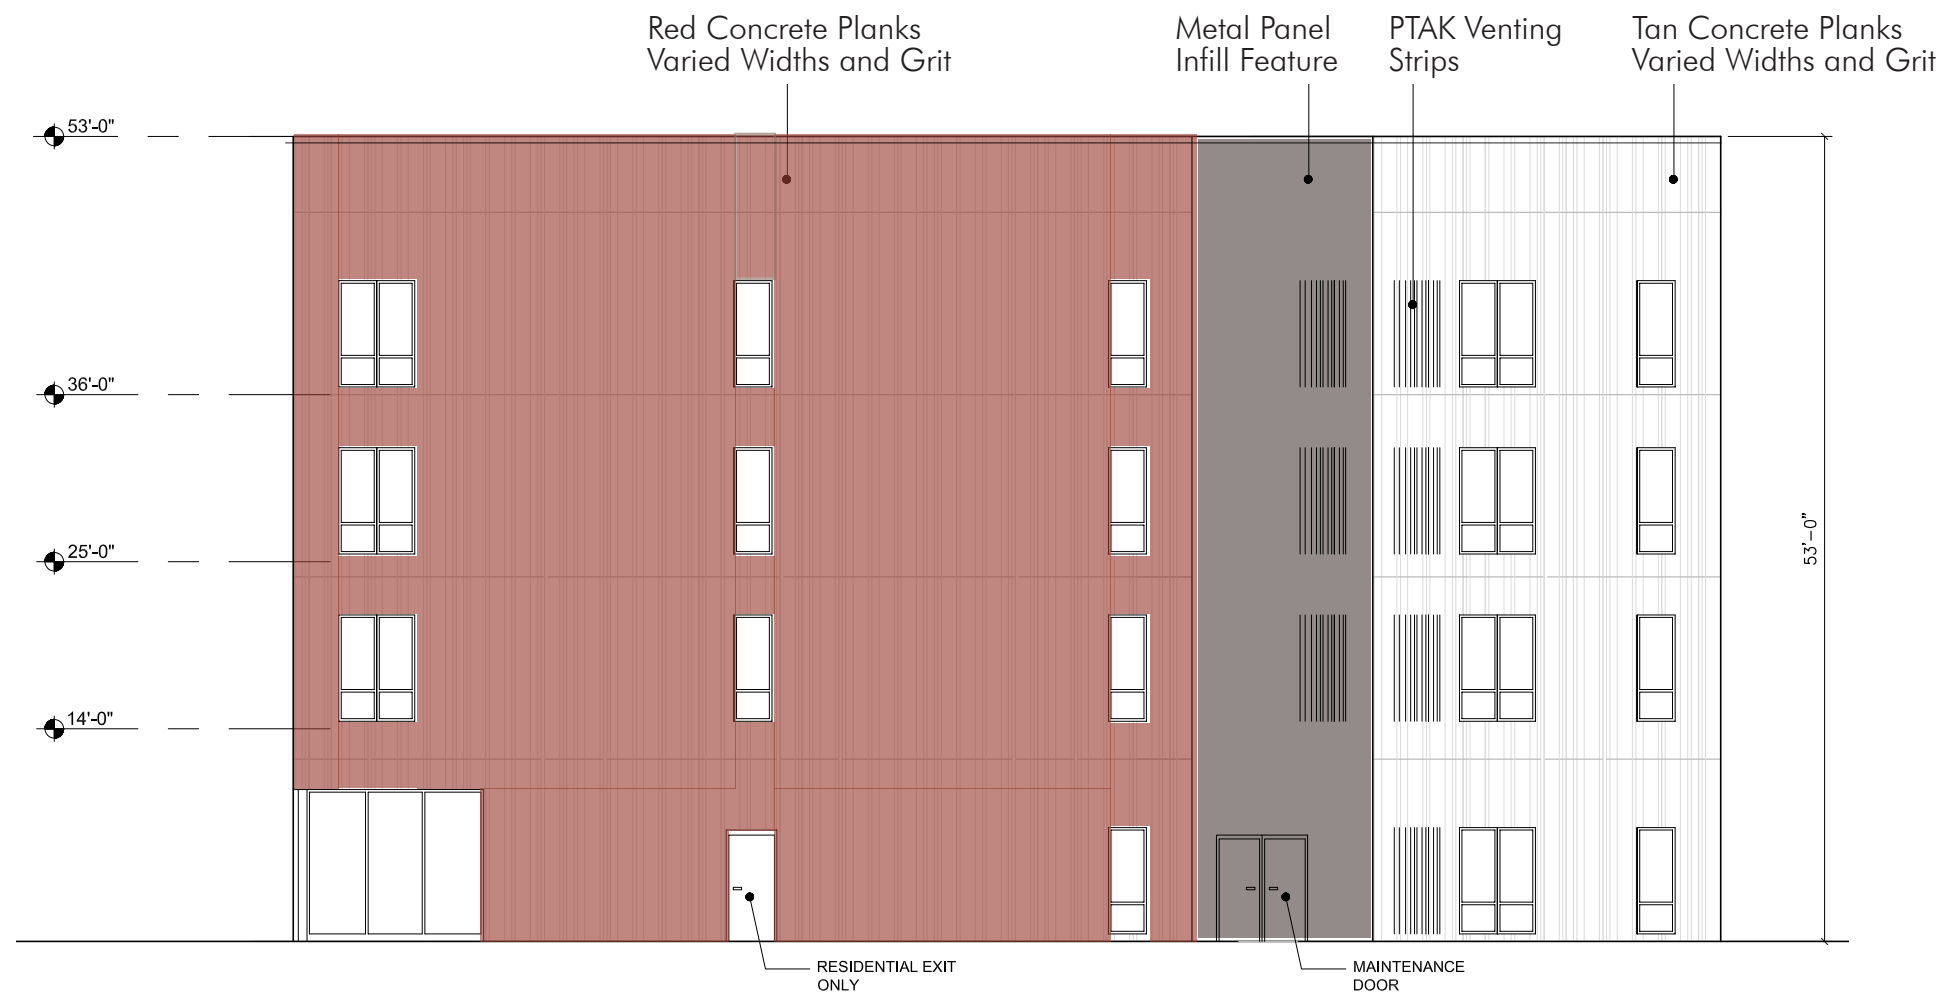 Red Concrete Planks
Varied Widths and Grit
Metal Panel
Infill Feature
PTAK Venting
Strips
Tan Concrete Planks
Varied Widths and Grit
53'-0"
36'-0"
25'-0"
14'-0"
53'-0"
RESIDENTIAL EXIT
ONLY
MAINTENANCE
DOOR